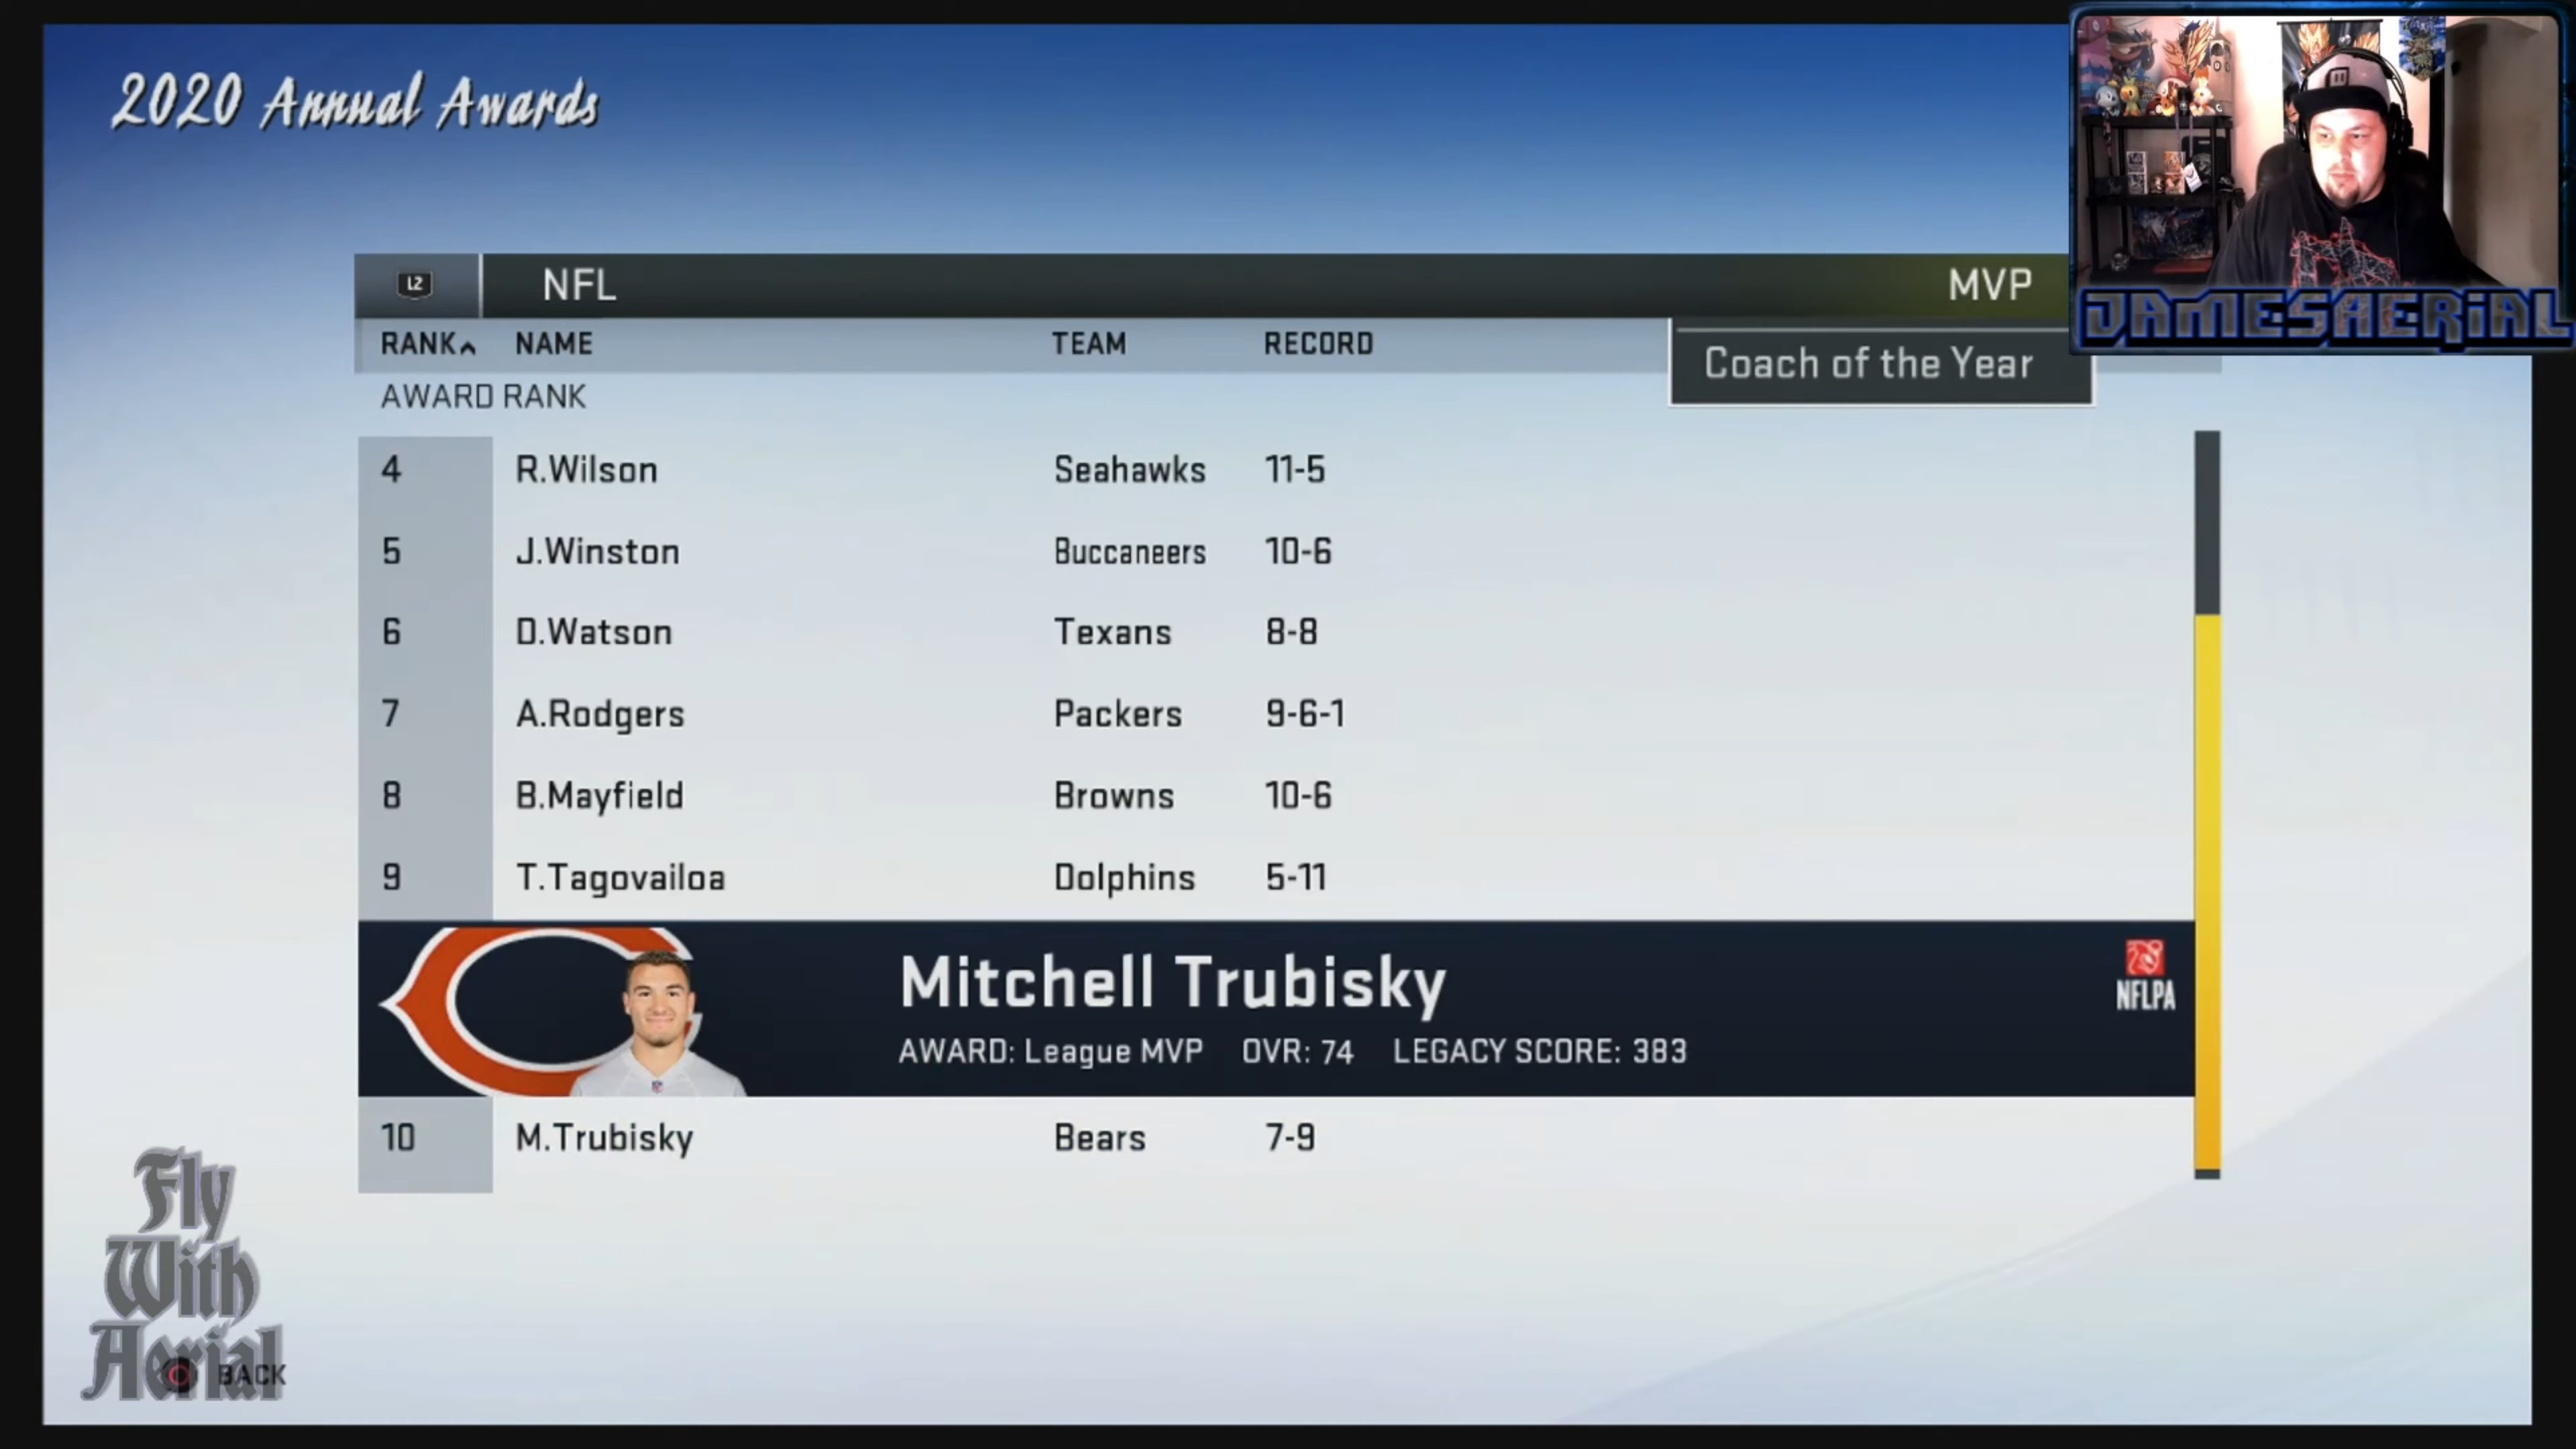 2020 Annual Awards
L2 NFL MVP
RANK NAME TEAM RECORD
Coach of the Year
AWARD RANK
4 R.Wilson Seahawks 11-5
5 J.Winston Buccaneers 10-6
6 D.Watson Texans 8-8
7 A.Rodgers Packers 9-6-1
8 B.Mayfield Browns 10-6
9 T.Tagovailoa Dolphins 5-11
Mitchell Trubisky
AWARD: League MVP OVR: 74 LEGACY SCORE: 383
NFLPA
10 M.Trubisky Bears 7-9
Fly
With
Aerial
BACK
JAMESAERIAL